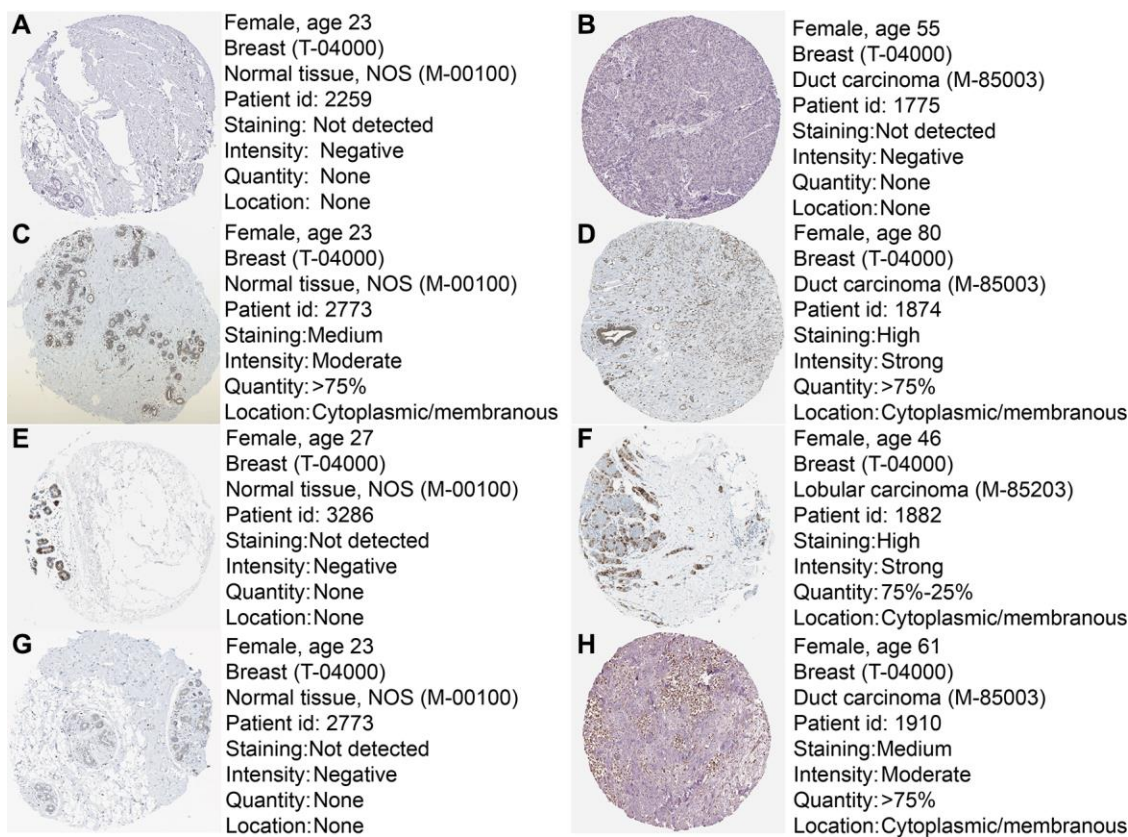 A
Female, age 23
Breast (T-04000)
Normal tissue, NOS (M-00100)
Patient id: 2259
Staining: Not detected
Intensity: Negative
Quantity: None
Location: None
B
Female, age 55
Breast (T-04000)
Duct carcinoma (M-85003)
Patient id: 1775
Staining:Not detected
Intensity:Negative
Quantity:None
Location:None
C
Female, age 23
Breast (T-04000)
Normal tissue, NOS (M-00100)
Patient id: 2773
Staining:Medium
Intensity:Moderate
Quantity:>75%
Location:Cytoplasmic/membranous
D
Female, age 80
Breast (T-04000)
Duct carcinoma (M-85003)
Patient id: 1874
Staining:High
Intensity:Strong
Quantity:>75%
Location:Cytoplasmic/membranous
E
Female, age 27
Breast (T-04000)
Normal tissue, NOS (M-00100)
Patient id: 3286
Staining:Not detected
Intensity:Negative
Quantity:None
Location:None
F
Female, age 46
Breast (T-04000)
Lobular carcinoma (M-85203)
Patient id: 1882
Staining:High
Intensity:Strong
Quantity:75%-25%
Location:Cytoplasmic/membranous
G
Female, age 23
Breast (T-04000)
Normal tissue, NOS (M-00100)
Patient id: 2773
Staining:Not detected
Intensity:Negative
Quantity:None
Location:None
H
Female, age 61
Breast (T-04000)
Duct carcinoma (M-85003)
Patient id: 1910
Staining:Medium
Intensity:Moderate
Quantity:>75%
Location:Cytoplasmic/membranous